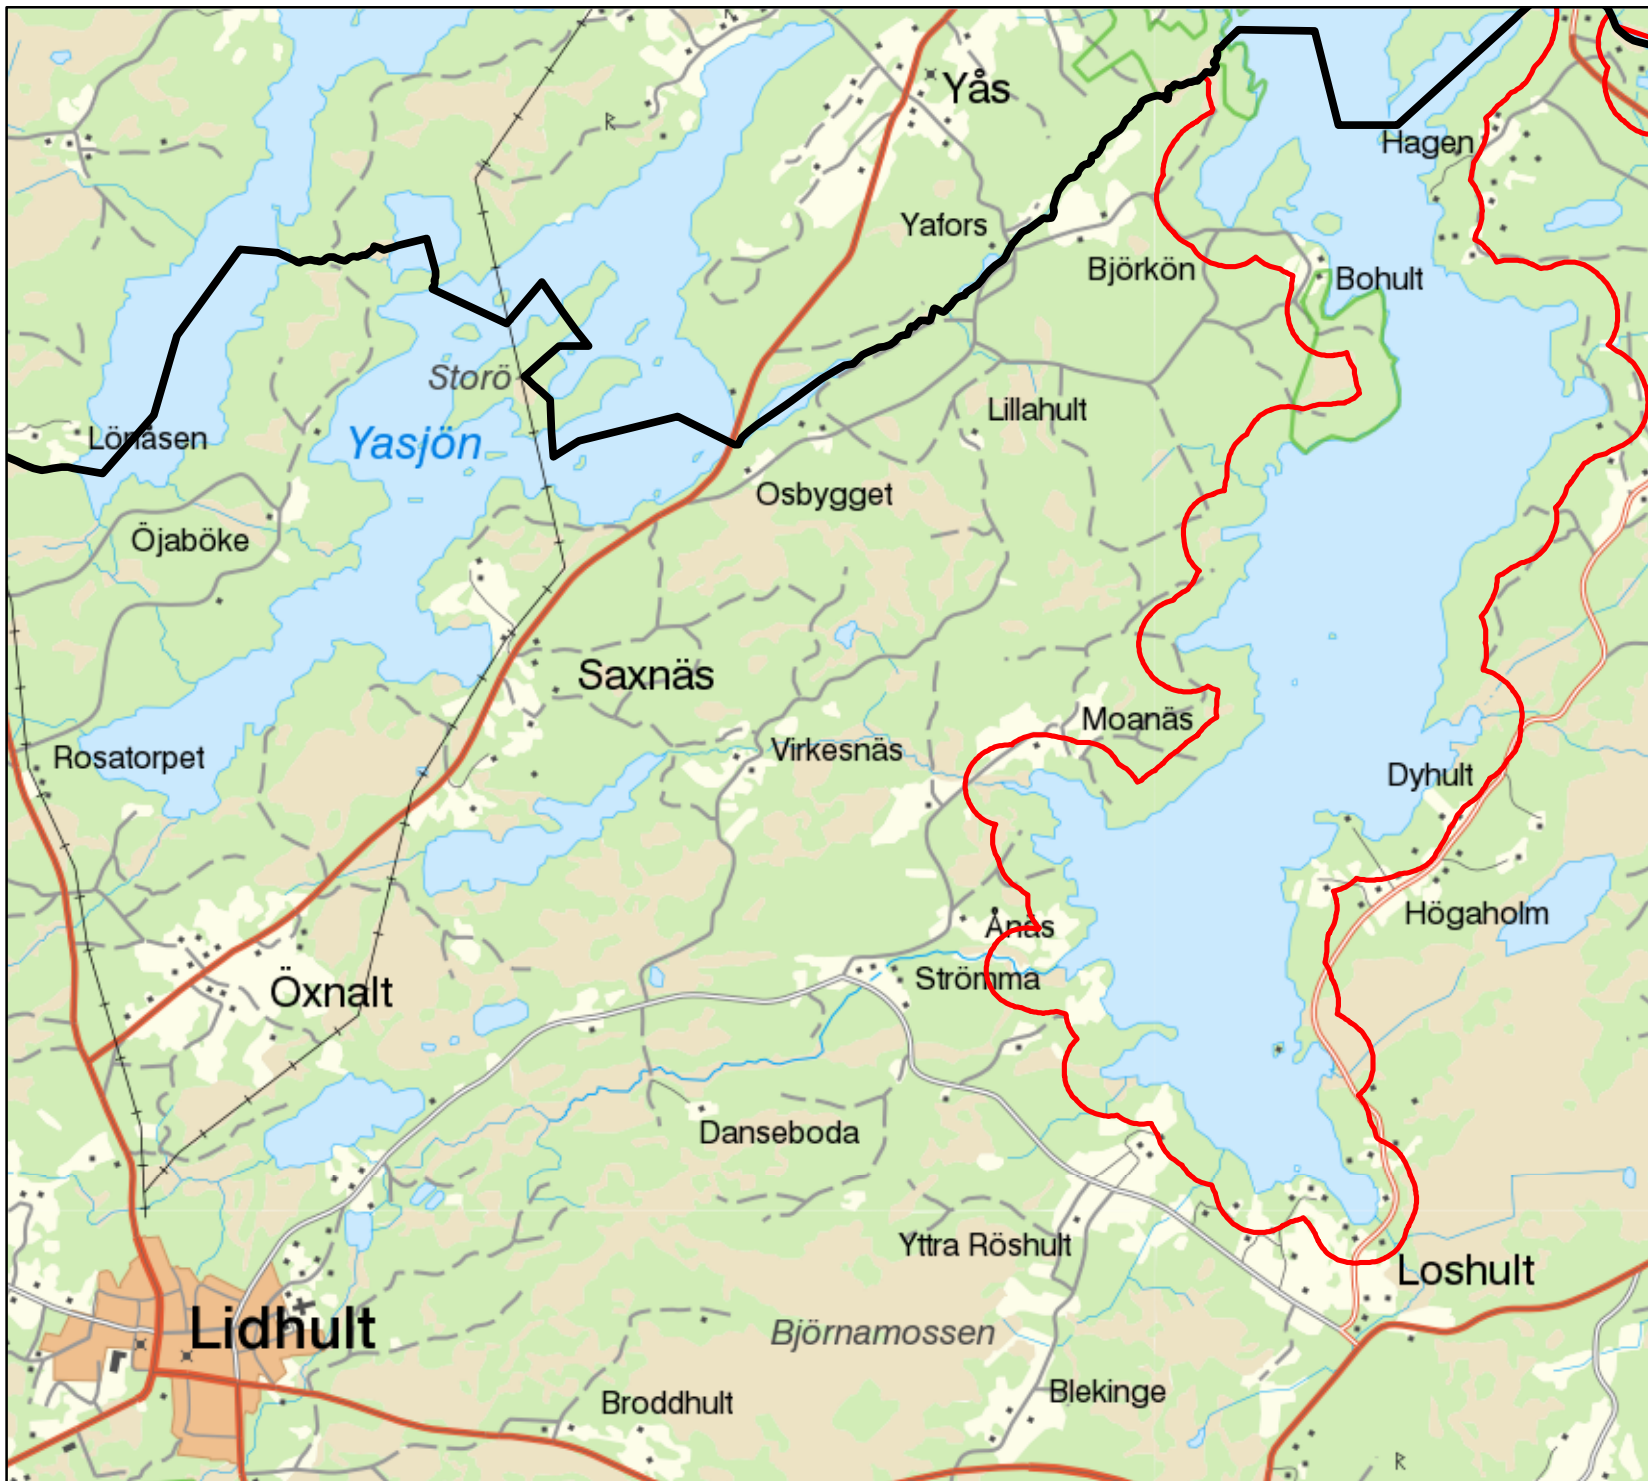 Yås
Hagen
Yafors
Björkön
Bohult
Storö
Lillahult
Lönåsen
Yasjön
Osbygget
Öjaböke
Saxnäs
Moanäs
Virkesnäs
Rosatorpet
Dyhult
Högaholm
Ånäs
Strömma
Öxnalt
Danseboda
Yttra Röshult
Loshult
Lidhult
Björnamossen
Blekinge
Broddhult